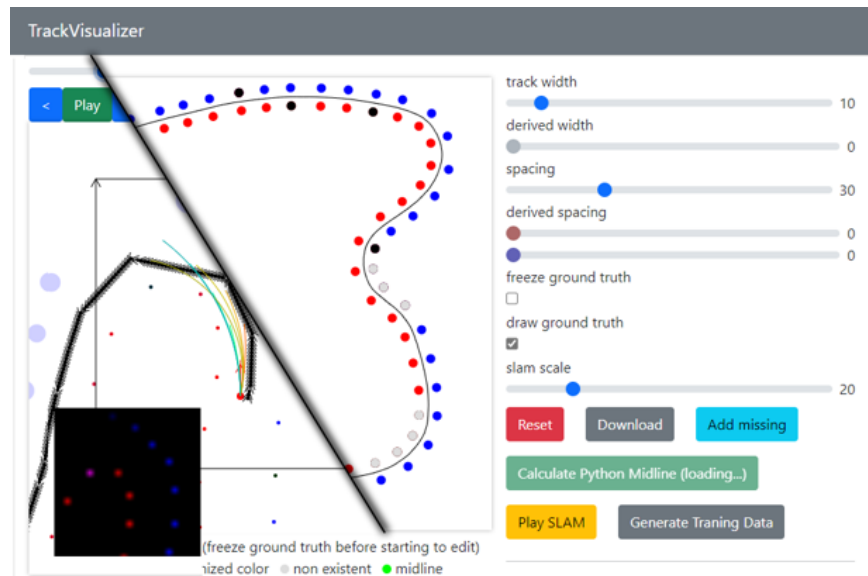 TrackVisualizer
< Play
track width
10
derived width
0
spacing
30
derived spacing
0
0
freeze ground truth
draw ground truth
slam scale
20
Reset Download Add missing
Calculate Python Midline (loading...)
Play SLAM Generate Traning Data
(freeze ground truth before starting to edit)
color non existent midline